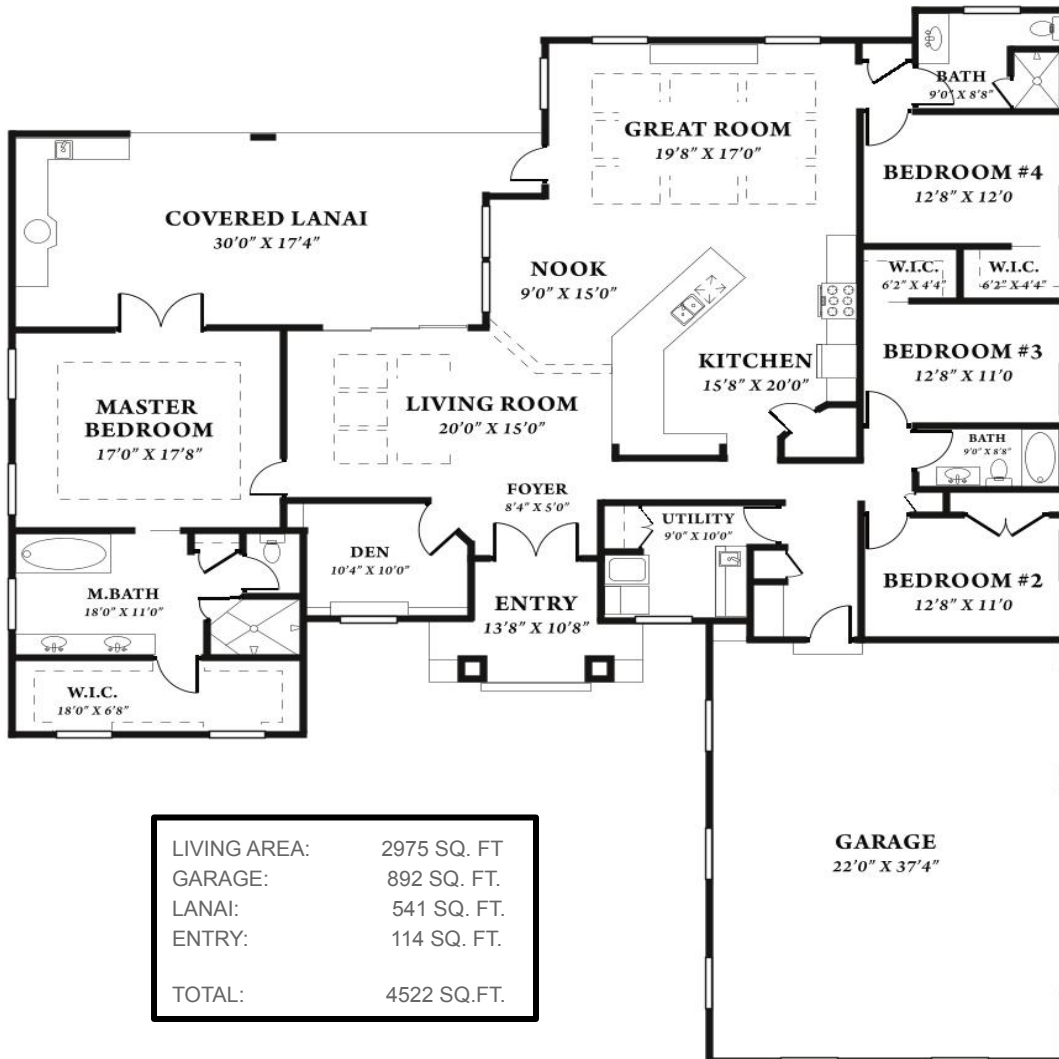 BATH
9'0" X 8'8"
GREAT ROOM
19'8" X 17'0"
BEDROOM #4
12'8" X 12'0
COVERED LANAI
30'0" X 17'4"
NOOK
9'0" X 15'0"
W.I.C.
6'2" X 4'4"
W.I.C.
6'2" X 4'4"
BEDROOM #3
12'8" X 11'0
KITCHEN
15'8" X 20'0"
MASTER
BEDROOM
17'0" X 17'8"
LIVING ROOM
20'0" X 15'0"
BATH
9'0" X 8'8"
FOYER
8'4" X 5'0"
UTILITY
9'0" X 10'0"
DEN
10'4" X 10'0"
BEDROOM #2
12'8" X 11'0
M.BATH
18'0" X 11'0"
ENTRY
13'8" X 10'8"
W.I.C.
18'0" X 6'8"
GARAGE
22'0" X 37'4"
LIVING AREA: 2975 SQ. FT
GARAGE: 892 SQ. FT.
LANAI: 541 SQ. FT.
ENTRY: 114 SQ. FT.
TOTAL: 4522 SQ.FT.